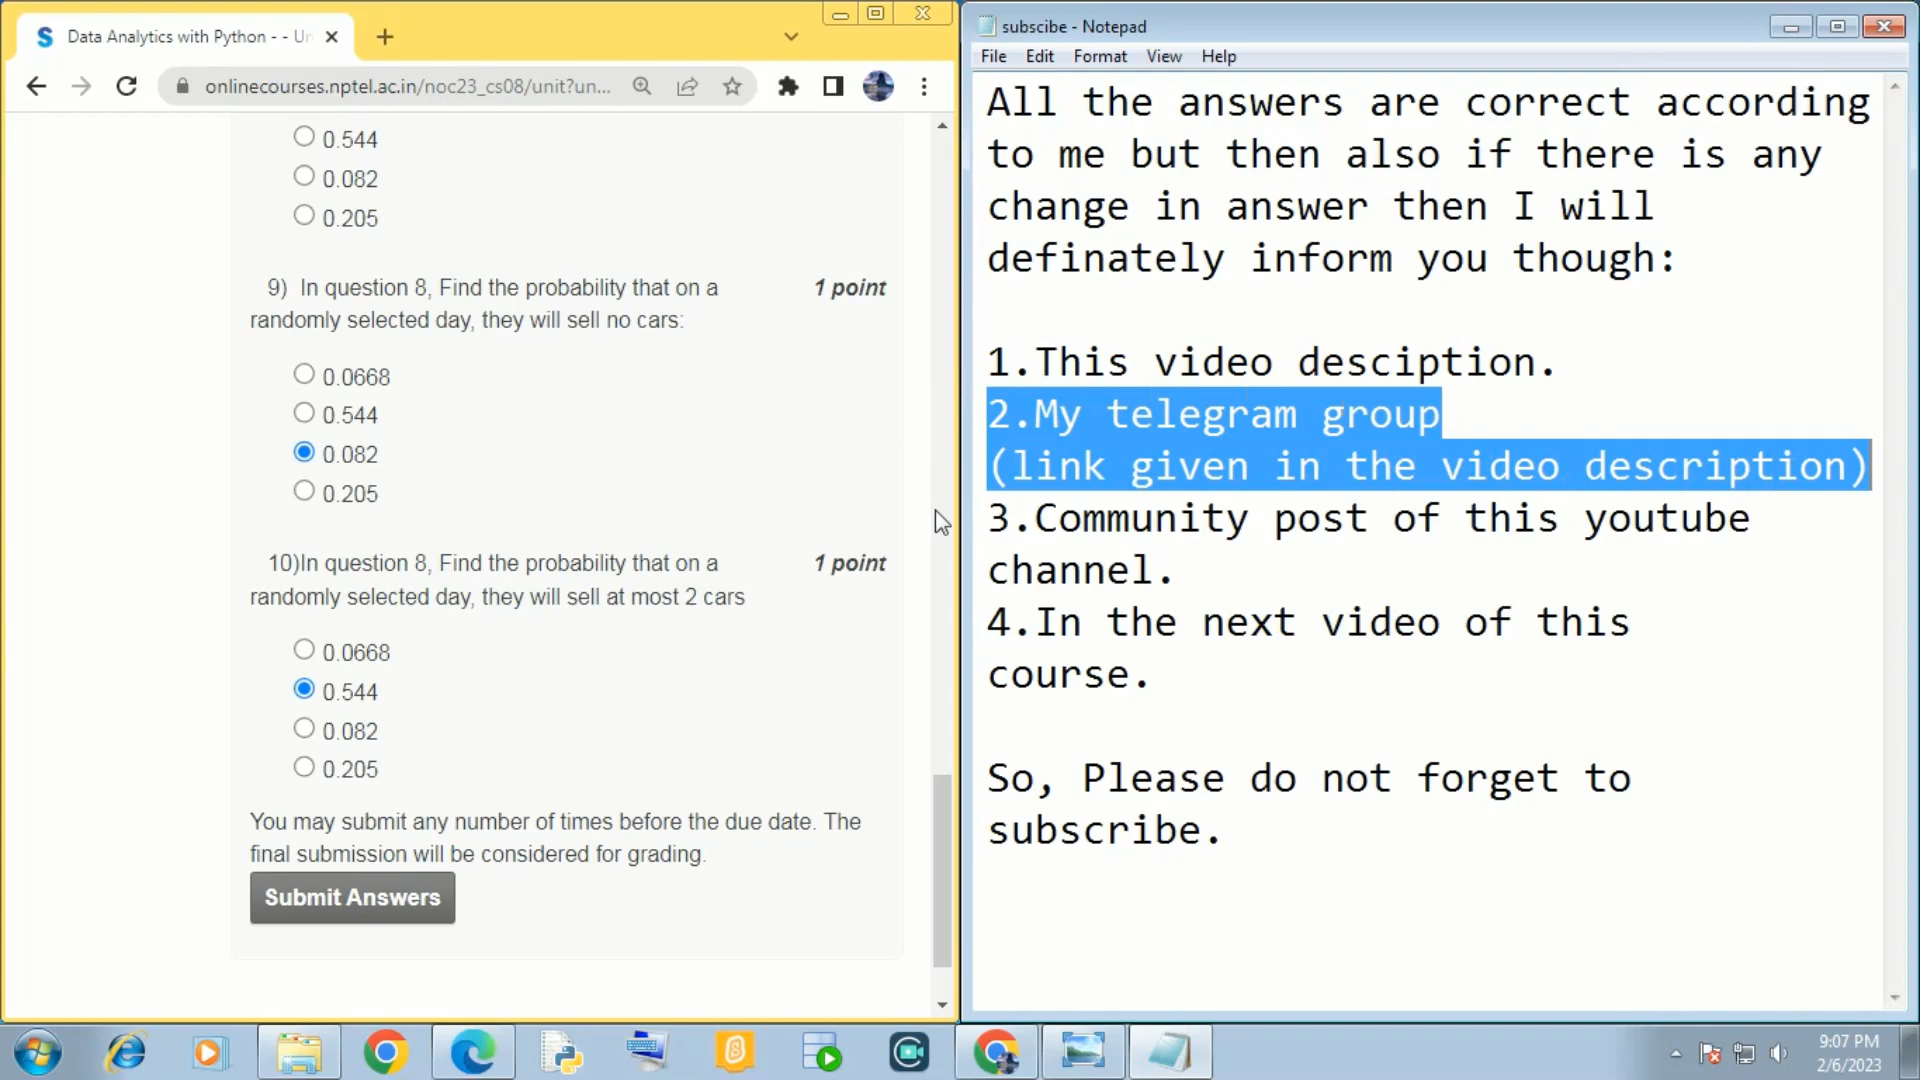 Data Analytics with Python - - Un
onlinecourses.nptel.ac.in/noc23_cs08/unit?un...
0.544
0.082
0.205
9) In question 8, Find the probability that on a 1 point
randomly selected day, they will sell no cars:
0.0668
0.544
0.082
0.205
10)In question 8, Find the probability that on a 1 point
randomly selected day, they will sell at most 2 cars
0.0668
0.544
0.082
0.205
You may submit any number of times before the due date. The
final submission will be considered for grading.
Submit Answers
subscibe - Notepad
File Edit Format View Help
All the answers are correct according
to me but then also if there is any
change in answer then I will
definately inform you though:
1.This video desciption.
2.My telegram group
(link given in the video description)
3.Community post of this youtube
channel.
4.In the next video of this
course.
So, Please do not forget to
subscribe.
9:07 PM
2/6/2023